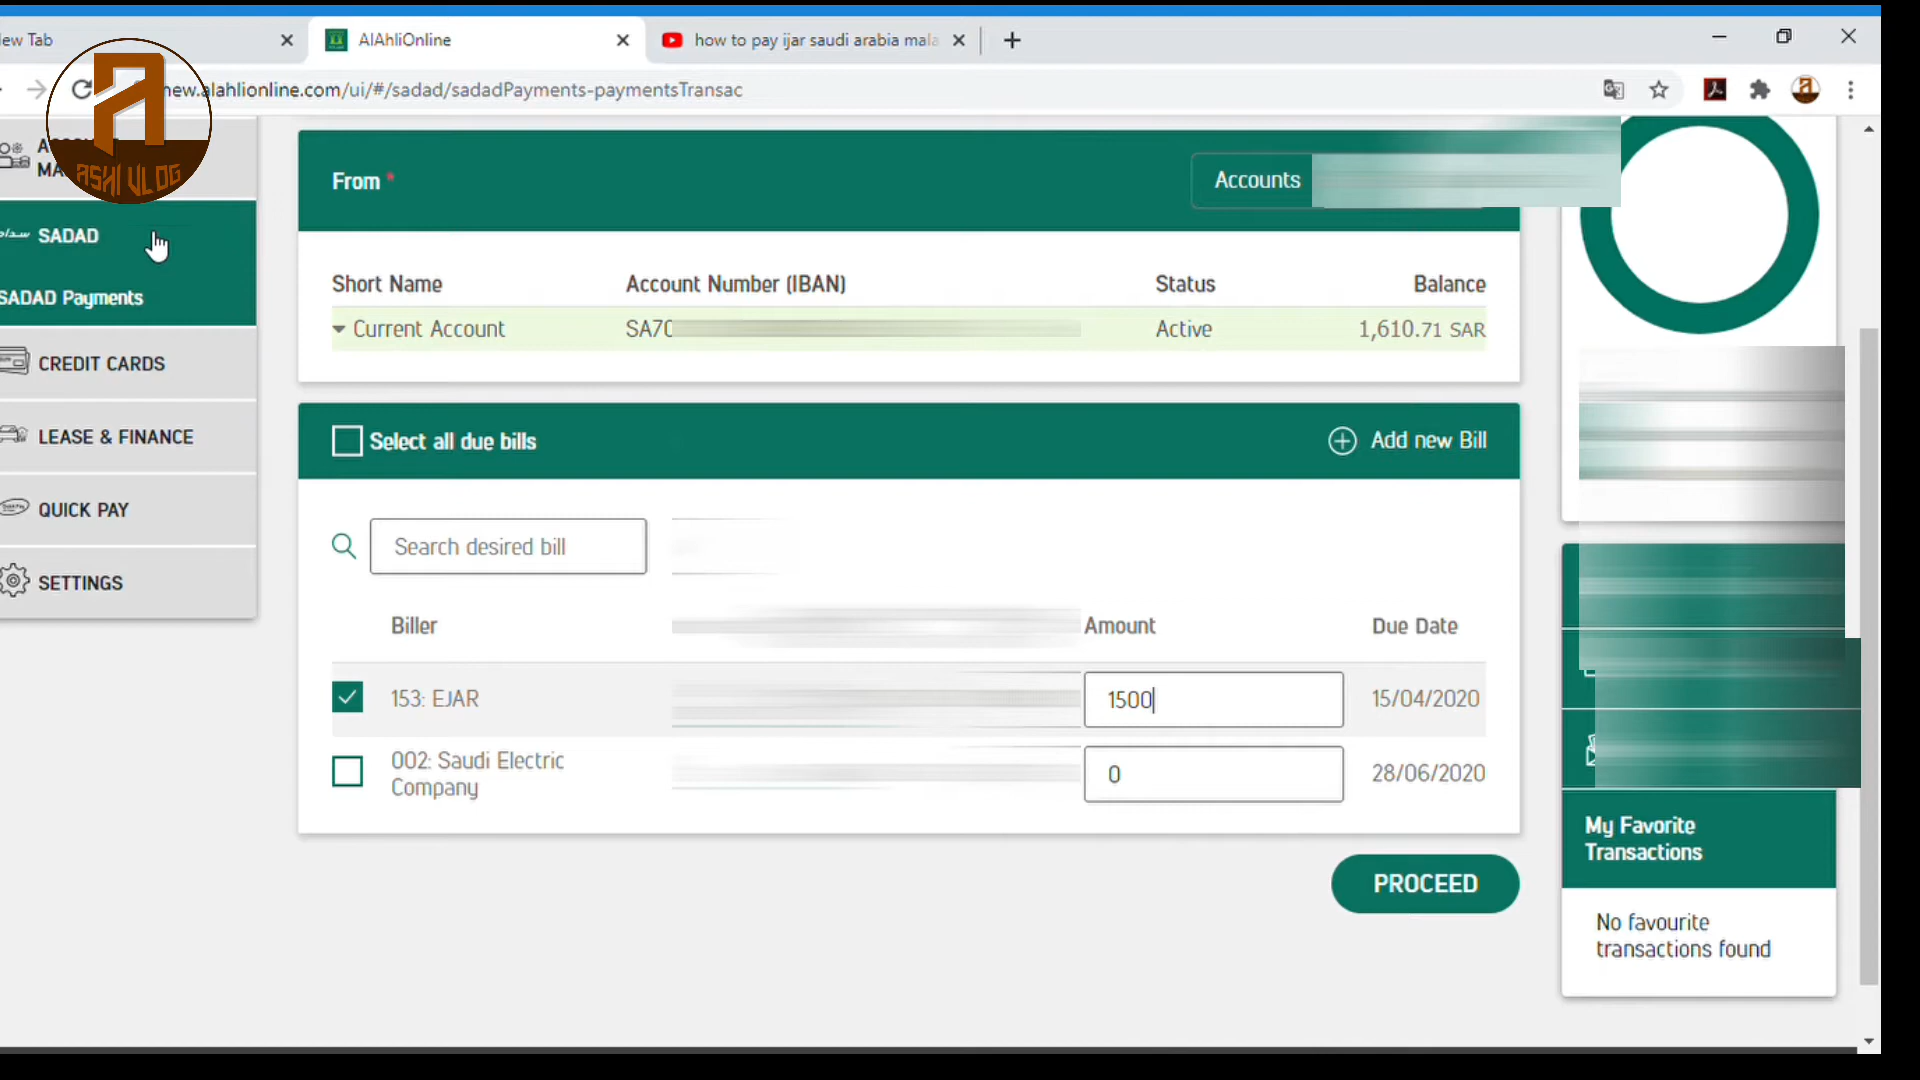 ew Tab
AlAhliOnline
how to pay ijar saudi arabia mala
new.alahlionline.com/ui/#/sadad/sadadPayments-paymentsTransac
ASHI VLOG
SADAD
SADAD Payments
CREDIT CARDS
LEASE & FINANCE
QUICK PAY
SETTINGS
From *
Accounts
Short Name
Account Number (IBAN)
Status
Balance
Current Account
SA70
Active
1,610.71 SAR
Select all due bills
Add new Bill
Search desired bill
Biller
Amount
Due Date
153: EJAR
1500
15/04/2020
002: Saudi Electric
Company
0
28/06/2020
PROCEED
My Favorite
Transactions
No favourite
transactions found